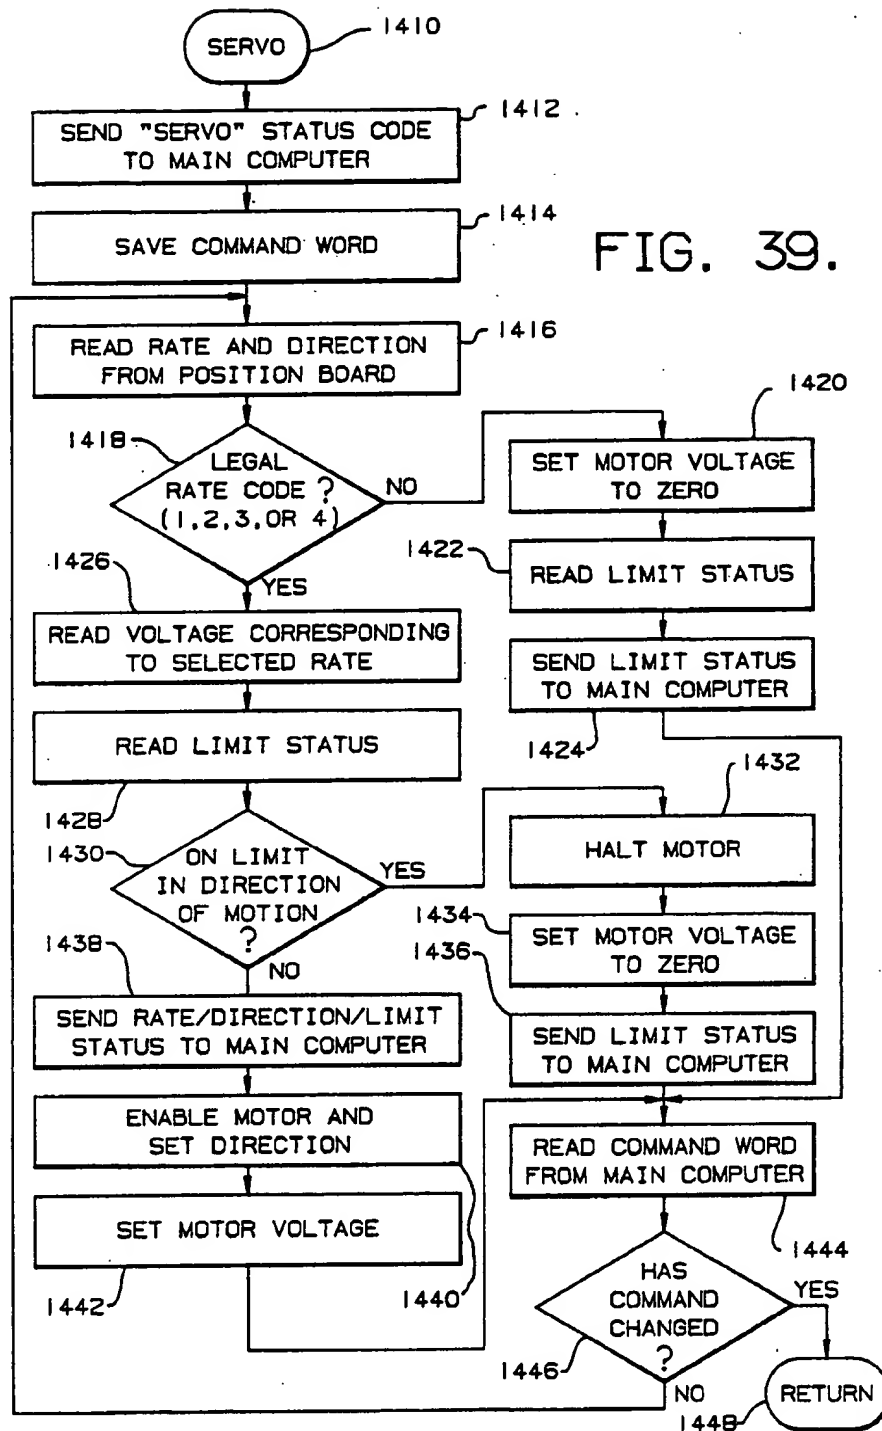 SERVO
1410
SEND "SERVO" STATUS CODE
TO MAIN COMPUTER
1412
SAVE COMMAND WORD
1414
FIG. 39.
READ RATE AND DIRECTION
FROM POSITION BOARD
1416
1418
LEGAL
RATE CODE ?
(1,2,3,OR 4)
NO
YES
1420
SET MOTOR VOLTAGE
TO ZERO
1422
READ LIMIT STATUS
SEND LIMIT STATUS
TO MAIN COMPUTER
1424
1426
READ VOLTAGE CORRESPONDING
TO SELECTED RATE
READ LIMIT STATUS
1428
1430
ON LIMIT
IN DIRECTION
OF MOTION
?
YES
NO
1432
HALT MOTOR
1434
SET MOTOR VOLTAGE
TO ZERO
1436
SEND LIMIT STATUS
TO MAIN COMPUTER
1438
SEND RATE/DIRECTION/LIMIT
STATUS TO MAIN COMPUTER
ENABLE MOTOR AND
SET DIRECTION
1440
SET MOTOR VOLTAGE
1442
READ COMMAND WORD
FROM MAIN COMPUTER
1444
HAS
COMMAND
CHANGED
?
1446
YES
NO
RETURN
1448